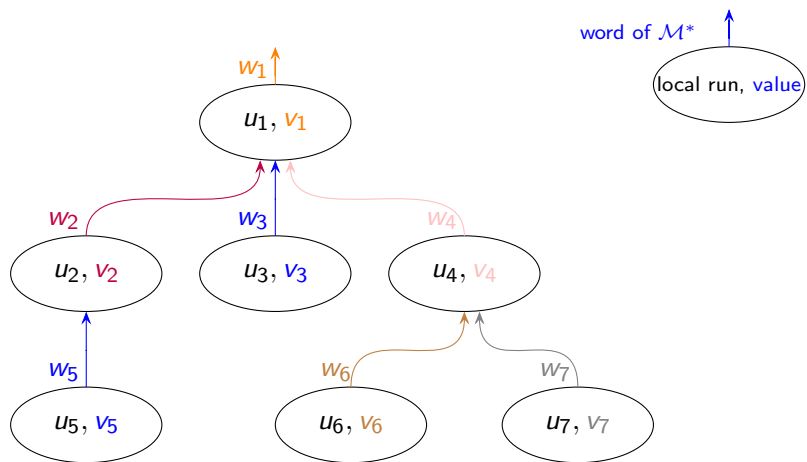 word of ℳ*
local run, value
w₁
u₁, v₁
w₂
w₃
w₄
u₂, v₂
u₃, v₃
u₄, v₄
w₅
w₆
w₇
u₅, v₅
u₆, v₆
u₇, v₇